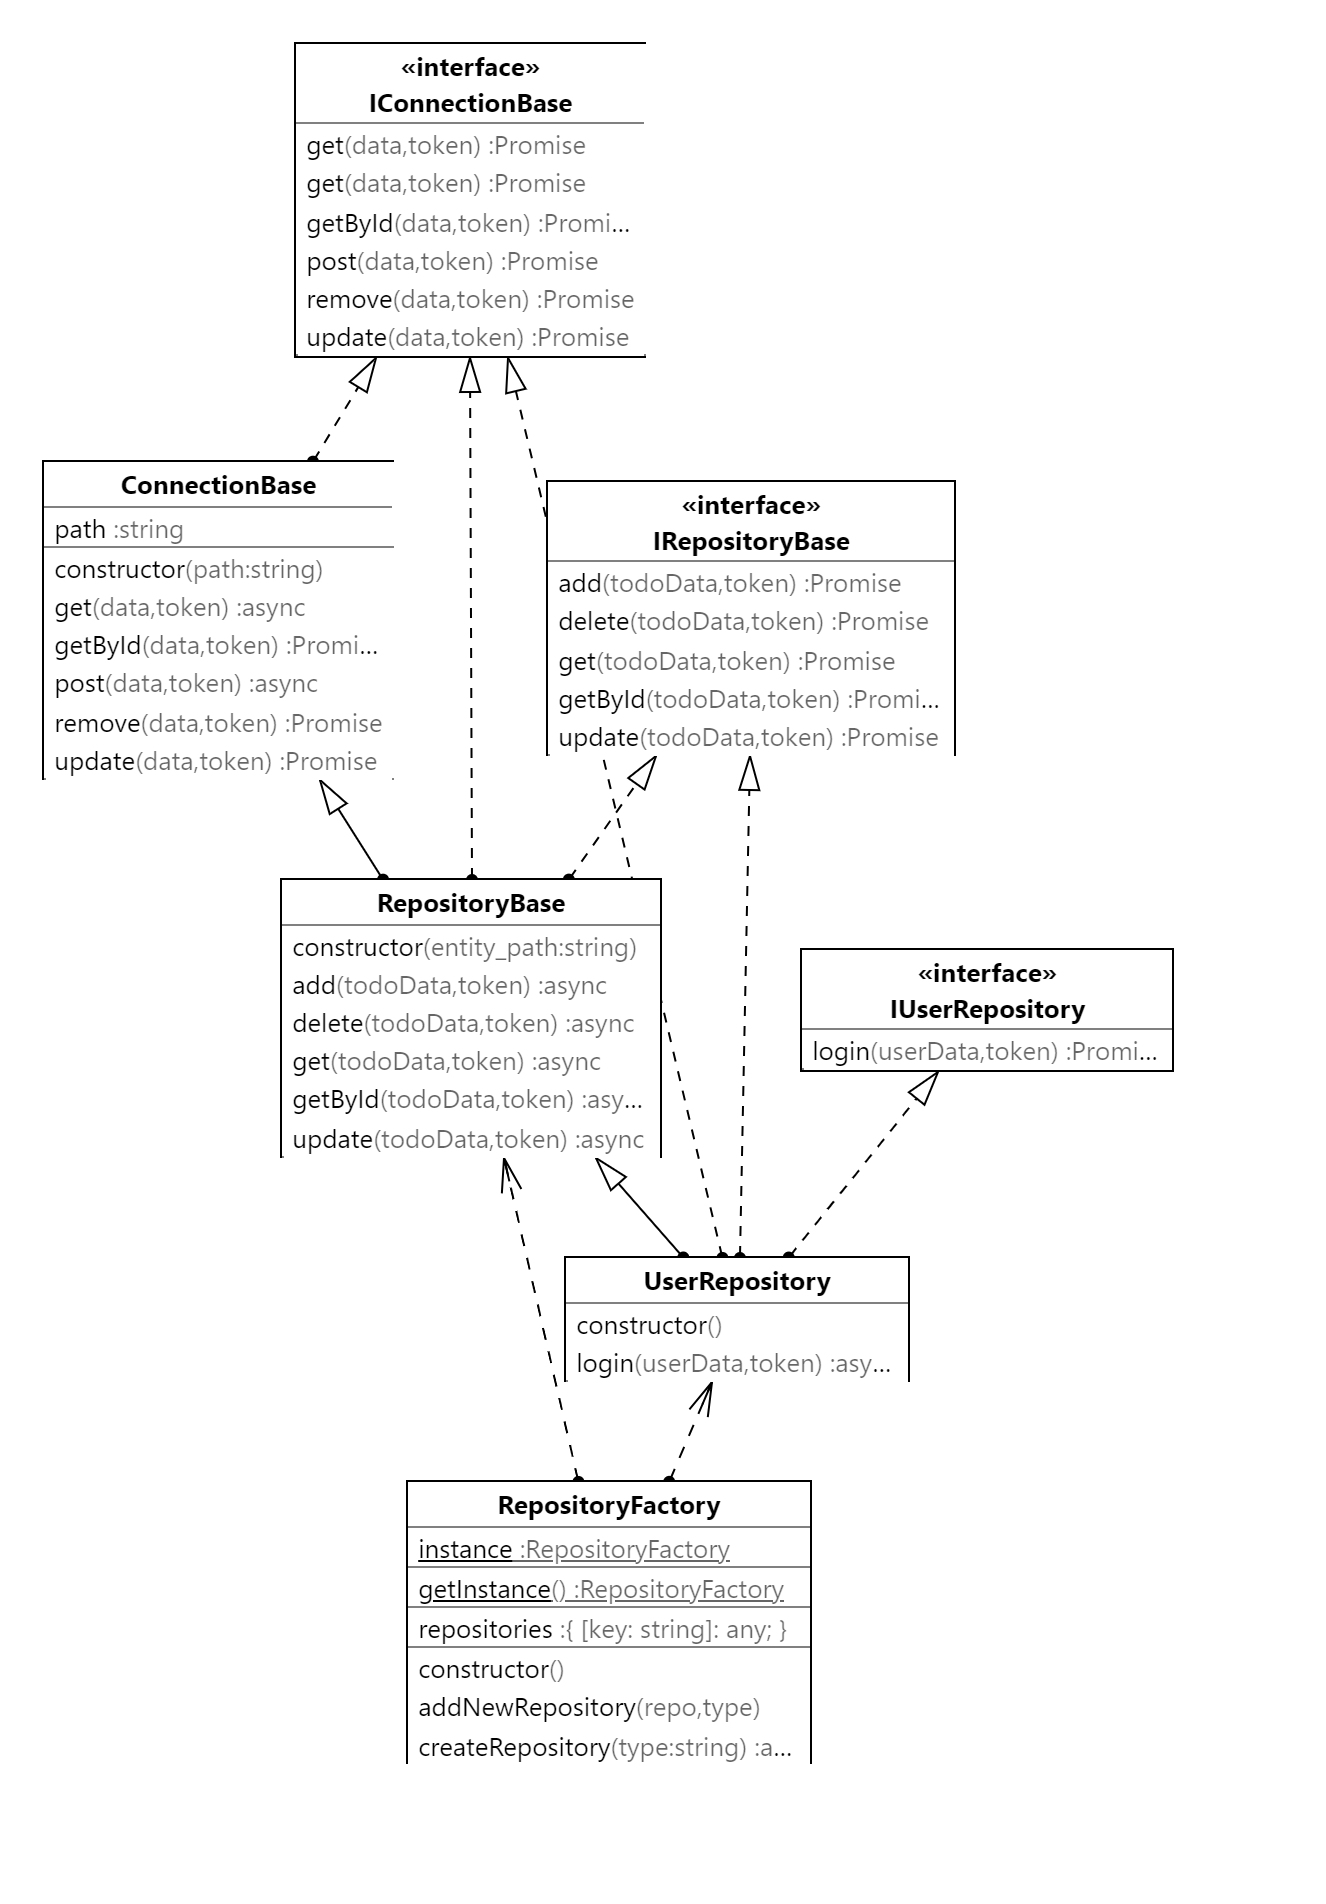 «interface»
IConnectionBase
get(data,token) :Promise
get(data,token) :Promise
getById(data,token) :Promi...
post(data,token) :Promise
remove(data,token) :Promise
update(data,token) :Promise
ConnectionBase
path :string
constructor(path:string)
get(data,token) :async
getById(data,token) :Promi...
post(data,token) :async
remove(data,token) :Promise
update(data,token) :Promise
«interface»
IRepositoryBase
add(todoData,token) :Promise
delete(todoData,token) :Promise
get(todoData,token) :Promise
getById(todoData,token) :Promi...
update(todoData,token) :Promise
RepositoryBase
constructor(entity_path:string)
add(todoData,token) :async
delete(todoData,token) :async
get(todoData,token) :async
getById(todoData,token) :asy...
update(todoData,token) :async
«interface»
IUserRepository
login(userData,token) :Promi...
UserRepository
constructor()
login(userData,token) :asy...
RepositoryFactory
instance :RepositoryFactory
getInstance() :RepositoryFactory
repositories :{ [key: string]: any; }
constructor()
addNewRepository(repo,type)
createRepository(type:string) :a...